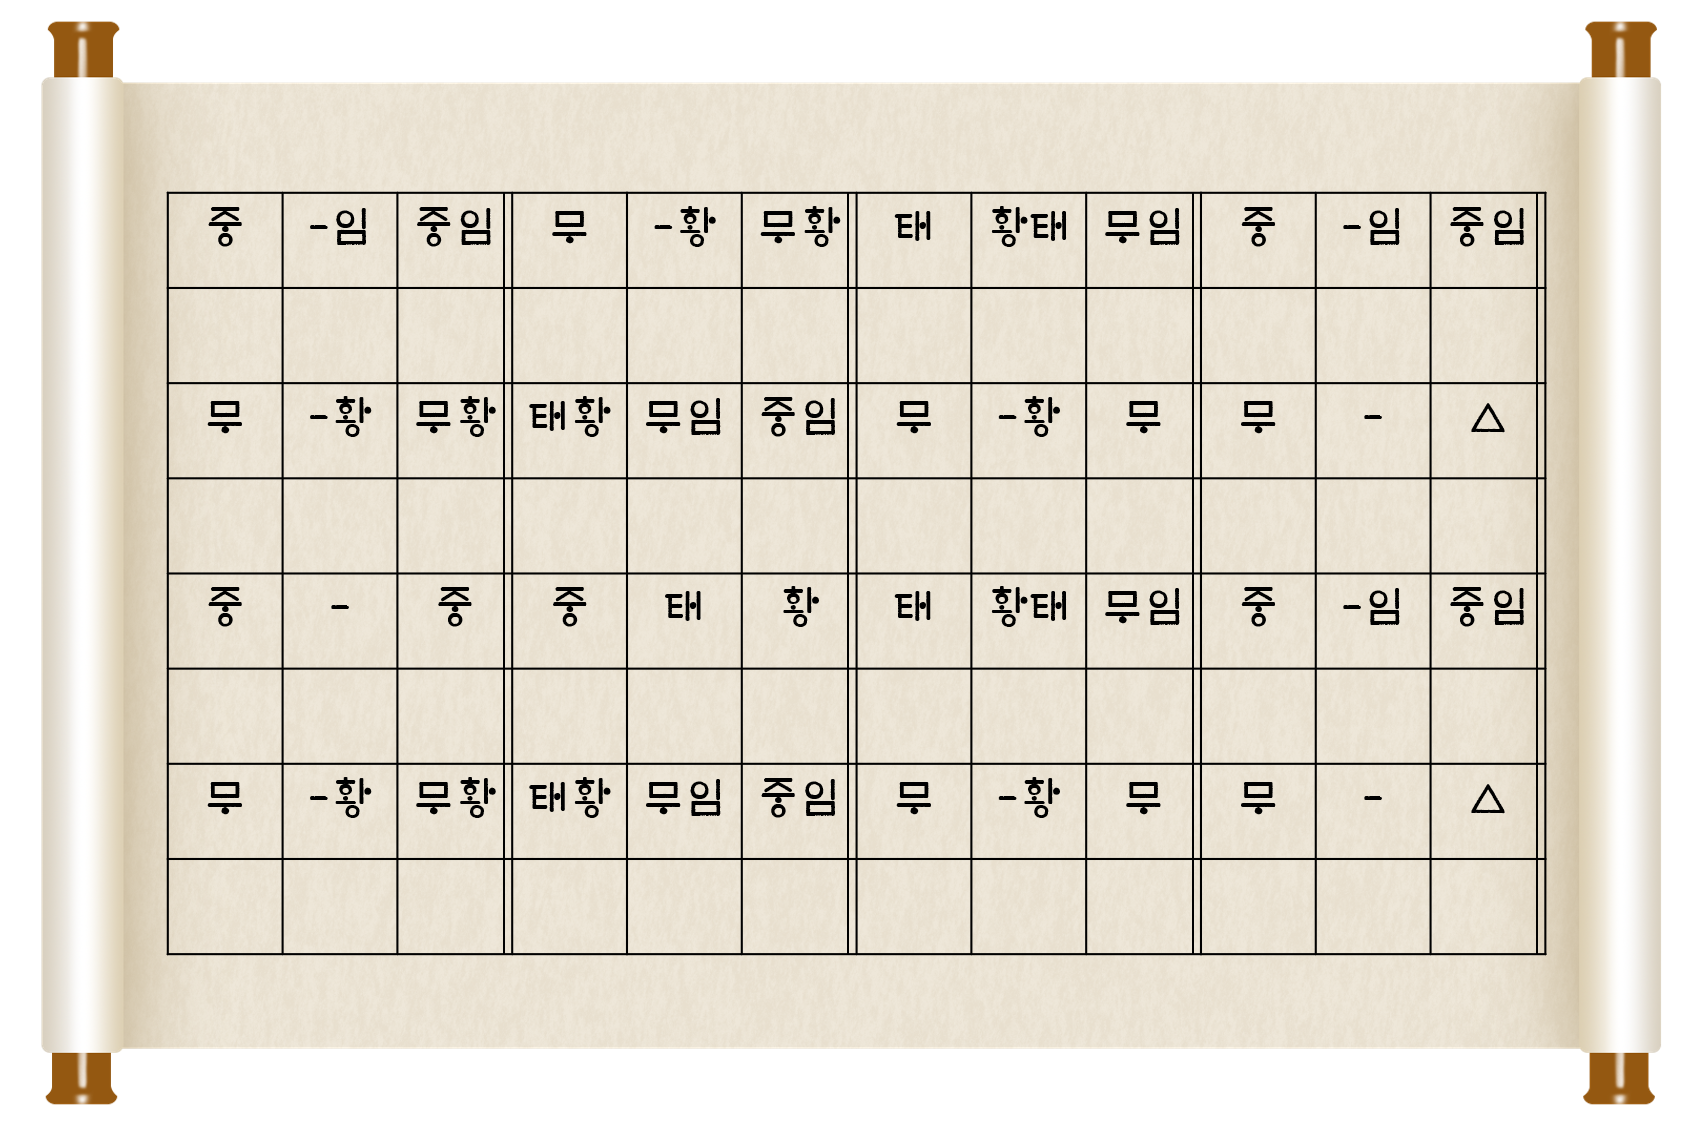 중 -임 중임 무 -황 무황 태 황태 무임 중 -임 중임
무 -황 무황 태황 무임 중임 무 -황 무 무 - △
중 - 중 중 태 황 태 황태 무임 중 -임 중임
무 -황 무황 태황 무임 중임 무 -황 무 무 - △